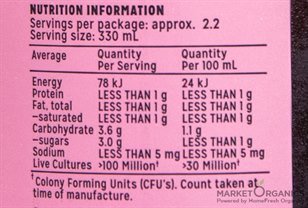 NUTRITION INFORMATION
Servings per package: approx. 2.2
Serving size: 330 mL
Average Quantity Per Serving Quantity Per 100 mL
Energy 78 kJ 24 kJ
Protein LESS THAN 1 g LESS THAN 1 g
Fat, total LESS THAN 1 g LESS THAN 1 g
-saturated LESS THAN 1 g LESS THAN 1 g
Carbohydrate 3.6 g 1.1 g
-sugars 3.0 g LESS THAN 1 g
Sodium LESS THAN 5 mg LESS THAN 5 mg
Live Cultures >100 Million† >30 Million†
†Colony Forming Units (CFU's). Count taken at
time of manufacture.
MARKET ORGANICS
Powered by HomeFresh Organics